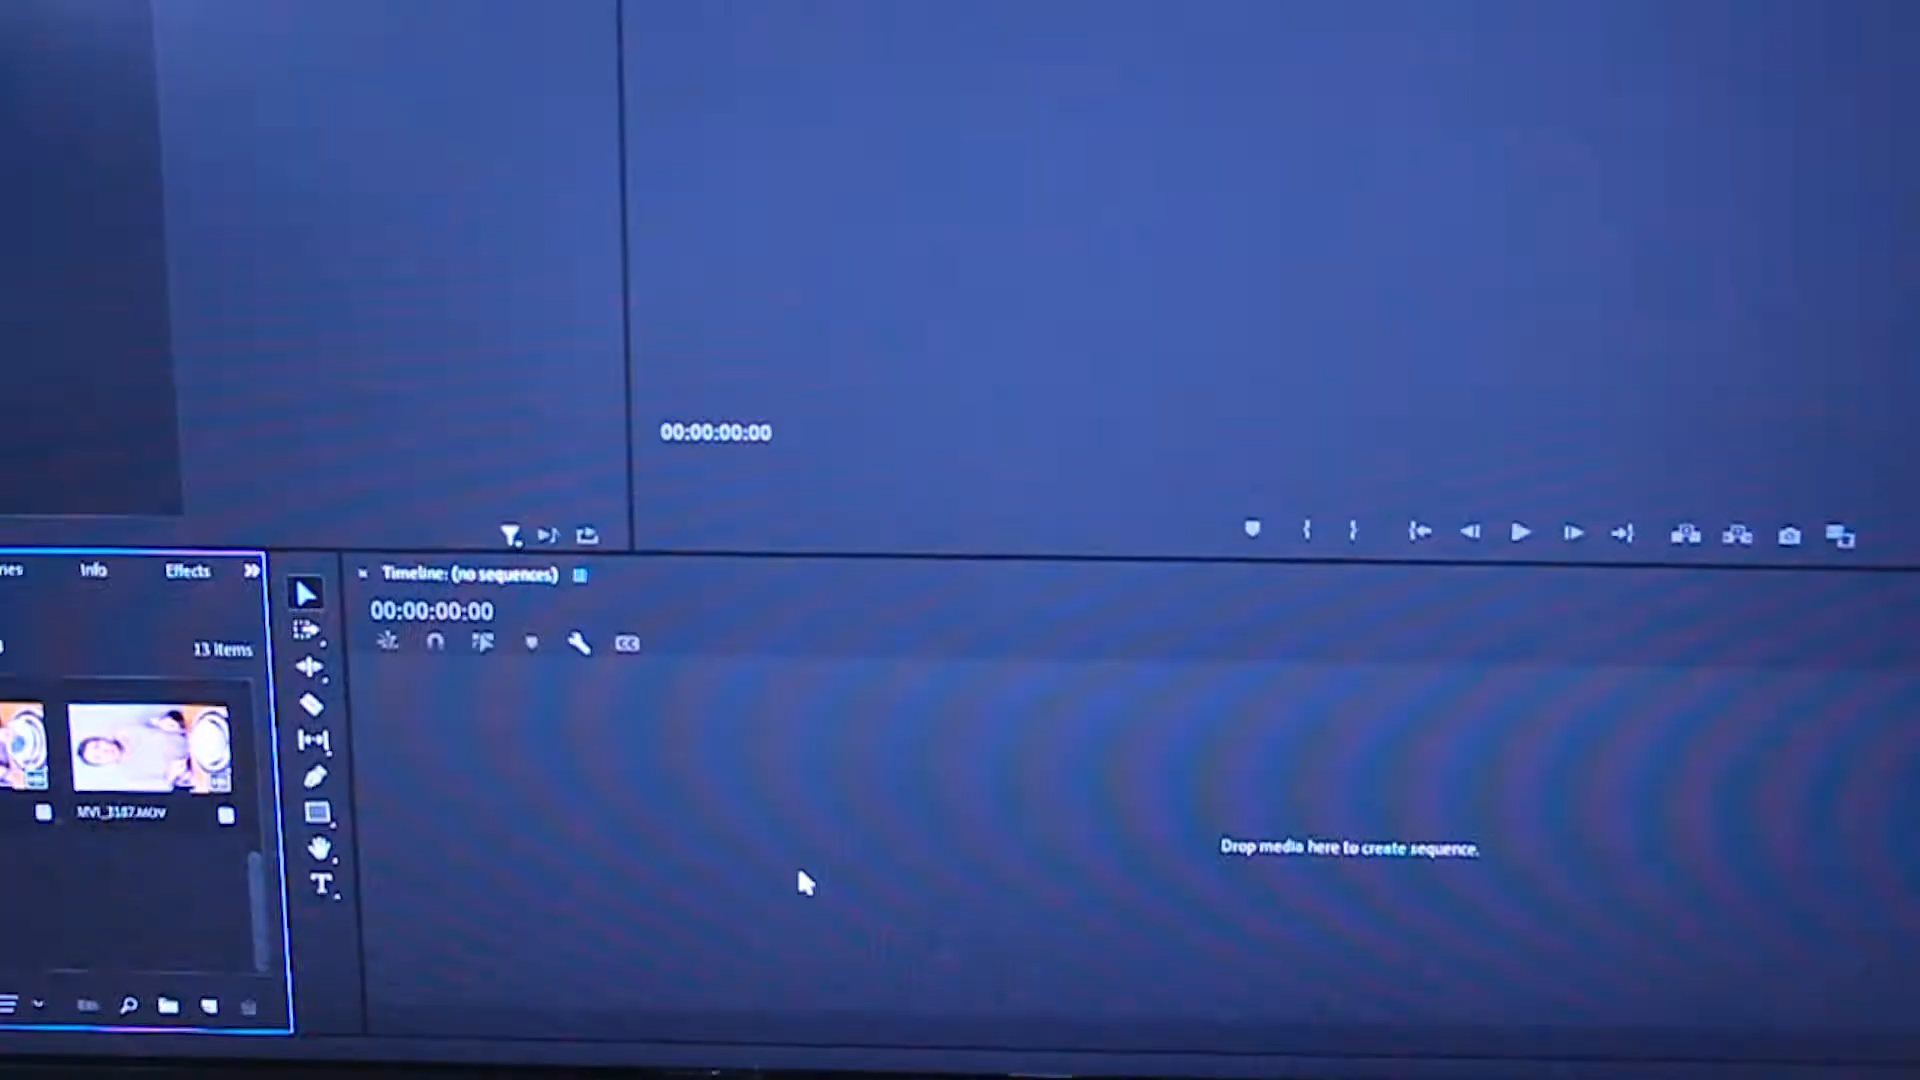 00:00:00:00
Info
Effects
Timeline: (no sequences)
00:00:00:00
13 items
MVI_3187.MOV
Drop media here to create sequence.